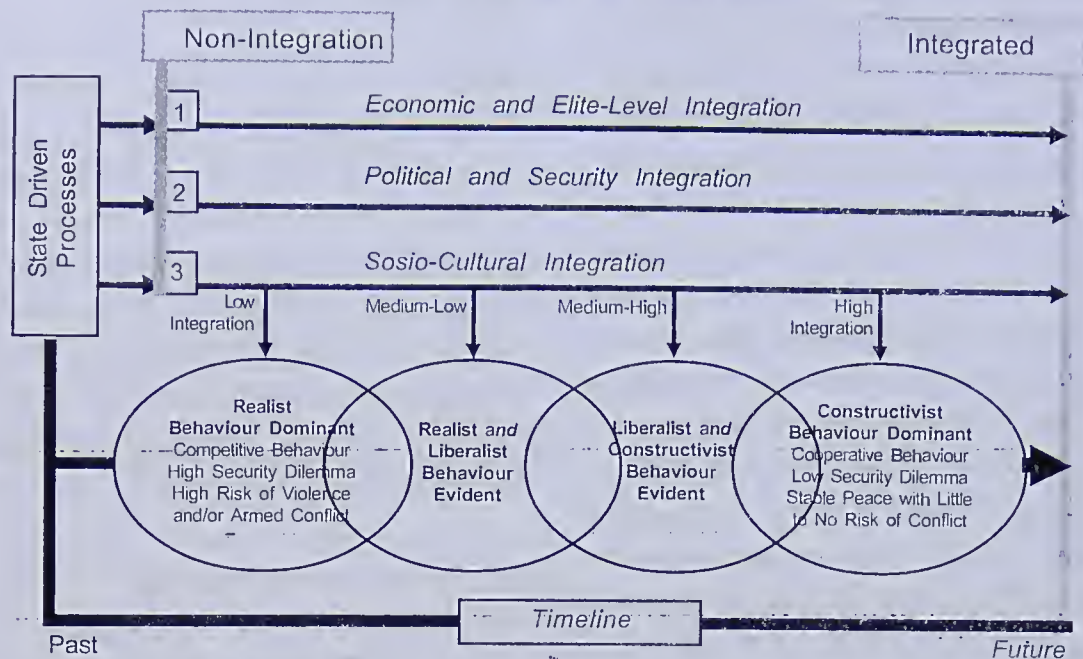 Non-Integration
Integrated
State Driven
Processes
1
Economic and Elite-Level Integration
2
Political and Security Integration
3
Sosio-Cultural Integration
Low
Integration
Medium-Low
Medium-High
High
Integration
Realist
Behaviour Dominant
Competitive Behaviour
High Security Dilemma
High Risk of Violence
and/or Armed Conflict
Realist and
Liberalist
Behaviour
Evident
Liberalist and
Constructivist
Behaviour
Evident
Constructivist
Behaviour Dominant
Cooperative Behaviour
Low Security Dilemma
Stable Peace with Little
to No Risk of Conflict
Timeline
Past
Future